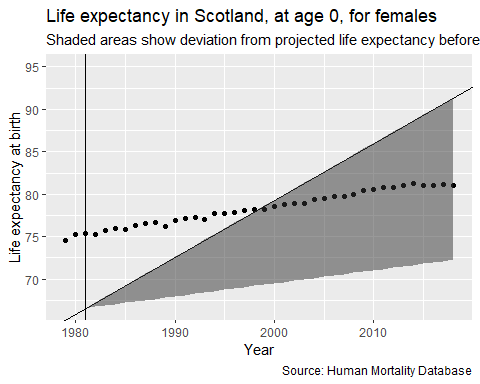 Life expectancy in Scotland, at age 0, for females
Shaded areas show deviation from projected life expectancy before
95
90
85
80
75
70
Life expectancy at birth
1980 1990 2000 2010
Year
Source: Human Mortality Database